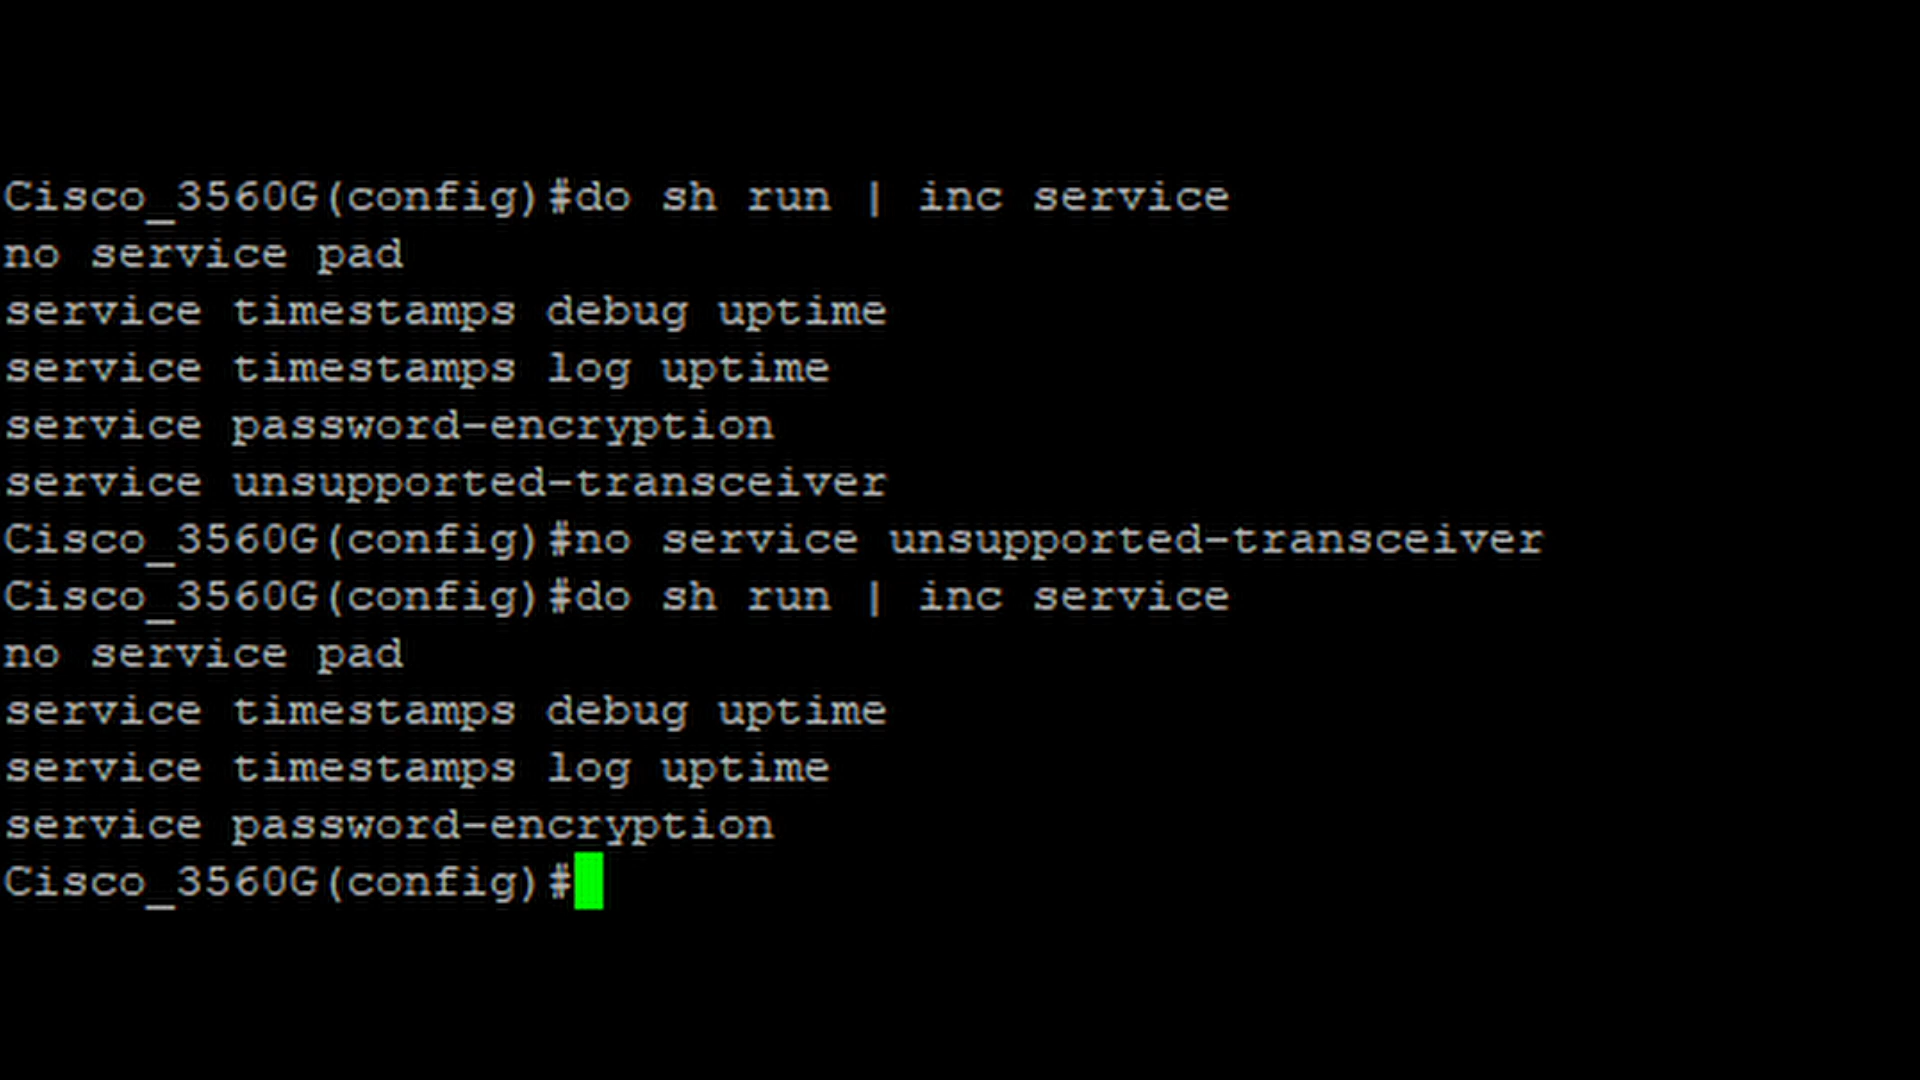 Cisco_3560G(config)#do sh run | inc service
no service pad
service timestamps debug uptime
service timestamps log uptime
service password-encryption
service unsupported-transceiver
Cisco_3560G(config)#no service unsupported-transceiver
Cisco_3560G(config)#do sh run | inc service
no service pad
service timestamps debug uptime
service timestamps log uptime
service password-encryption
Cisco_3560G(config)#